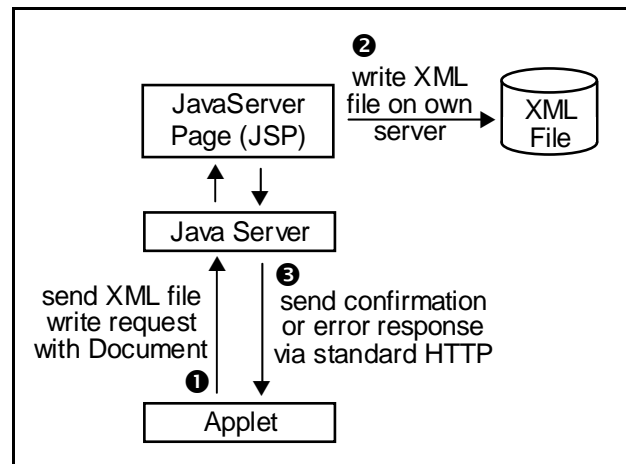 ❷
write XML
file on own
server
JavaServer
Page (JSP)
XML
File
Java Server
send XML file
write request
with Document
❶
❸
send confirmation
or error response
via standard HTTP
Applet